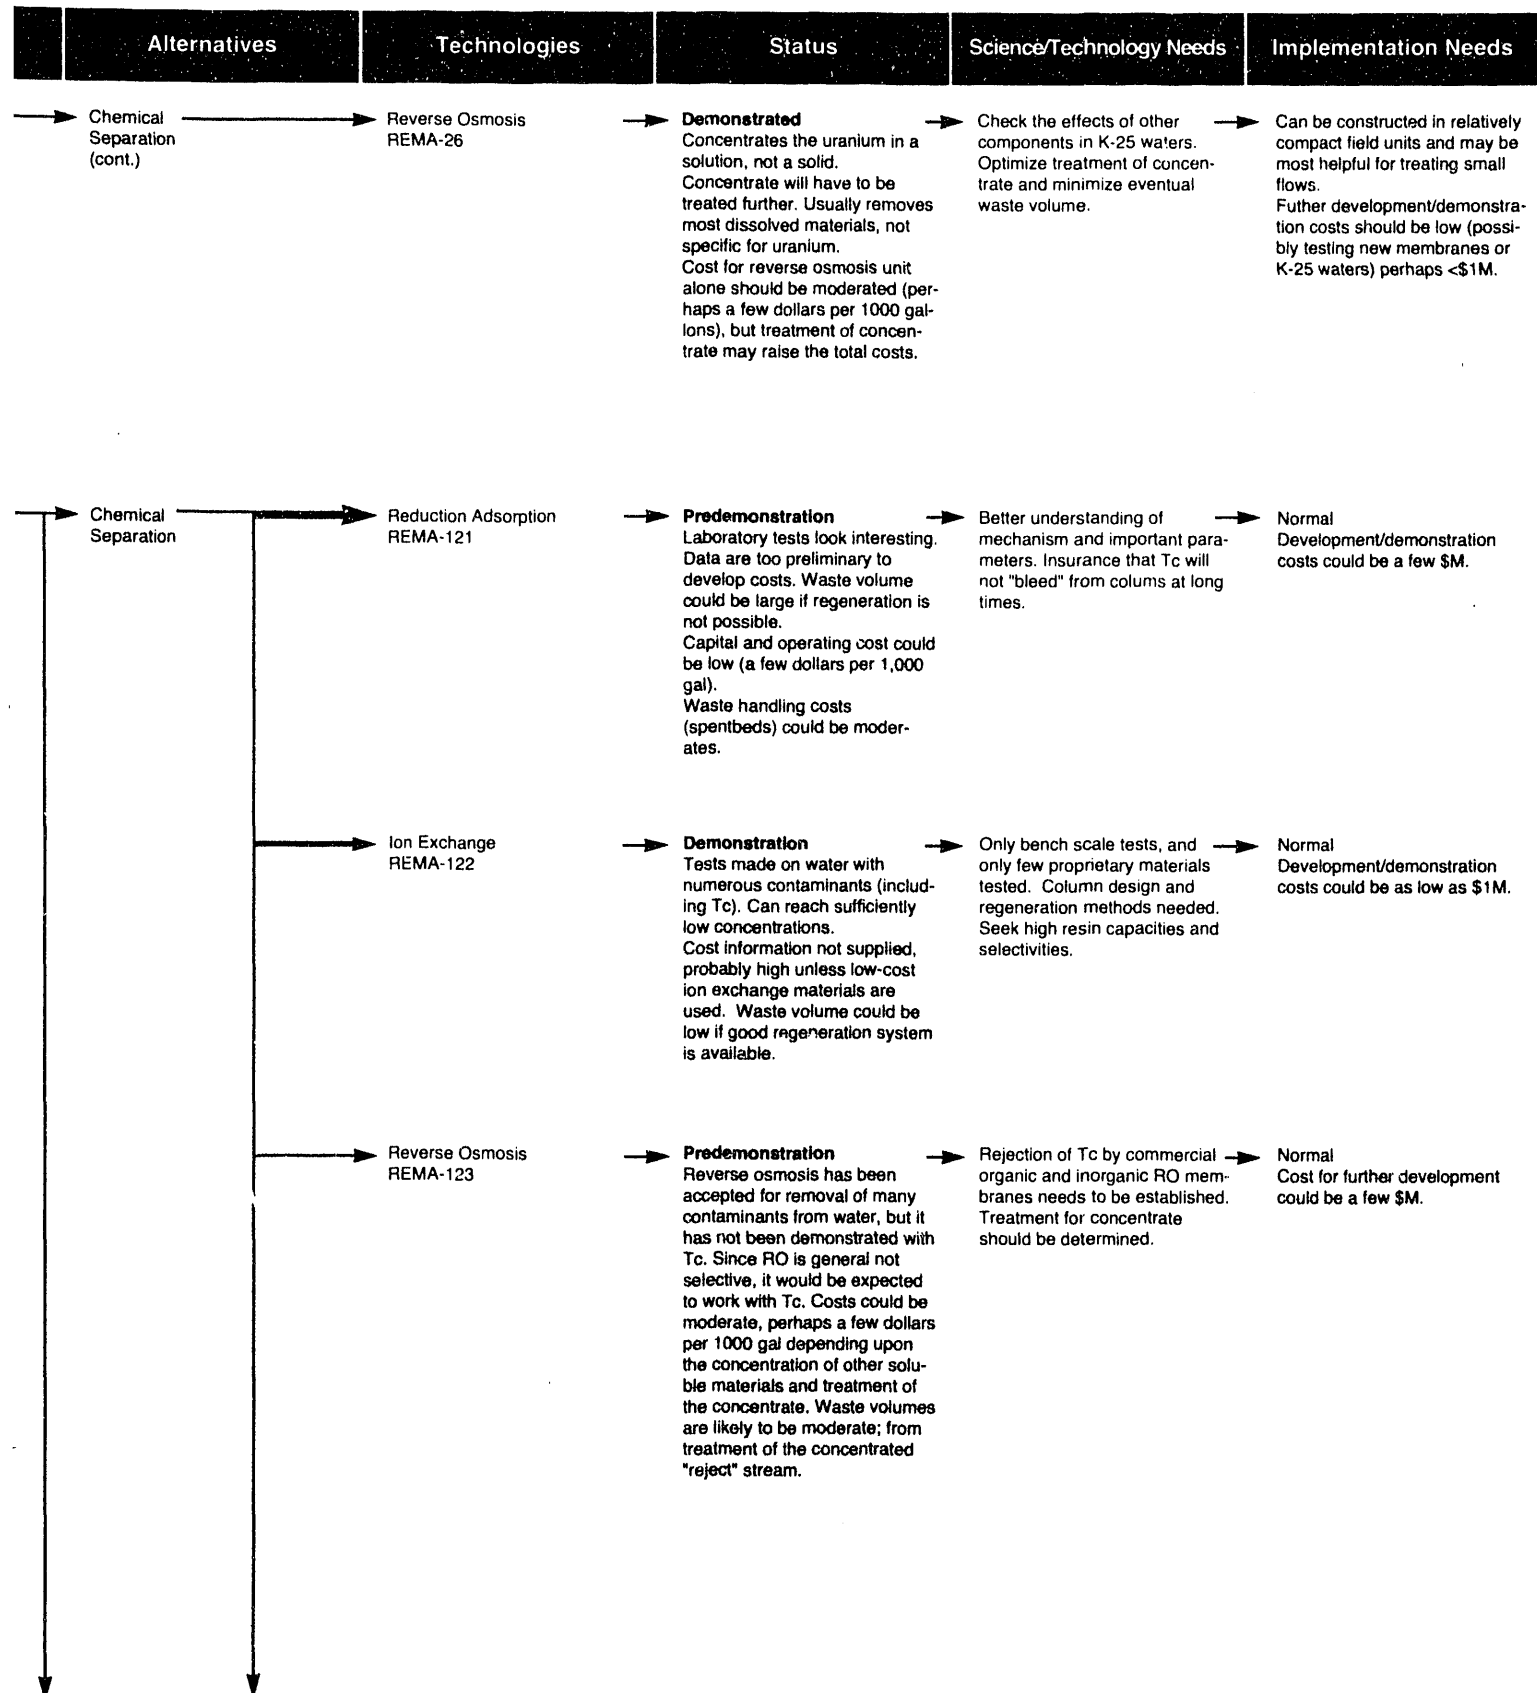 Alternatives
Technologies
Status
Science/Technology Needs
Implementation Needs
Chemical
Separation
(cont.)
Reverse Osmosis
REMA-26
Demonstrated
Concentrates the uranium in a
solution, not a solid.
Concentrate will have to be
treated further. Usually removes
most dissolved materials, not
specific for uranium.
Cost for reverse osmosis unit
alone should be moderated (per-
haps a few dollars per 1000 gal-
lons), but treatment of concen-
trate may raise the total costs.
Check the effects of other
components in K-25 waters.
Optimize treatment of concen-
trate and minimize eventual
waste volume.
Can be constructed in relatively
compact field units and may be
most helpful for treating small
flows.
Futher development/demonstra-
tion costs should be low (possi-
bly testing new membranes or
K-25 waters) perhaps <$1M.
Chemical
Separation
Reduction Adsorption
REMA-121
Predemonstration
Laboratory tests look interesting.
Data are too preliminary to
develop costs. Waste volume
could be large if regeneration is
not possible.
Capital and operating cost could
be low (a few dollars per 1,000
gal).
Waste handling costs
(spentbeds) could be moder-
ates.
Better understanding of
mechanism and important para-
meters. Insurance that Tc will
not "bleed" from colums at long
times.
Normal
Development/demonstration
costs could be a few $M.
Ion Exchange
REMA-122
Demonstration
Tests made on water with
numerous contaminants (includ-
ing Tc). Can reach sufficiently
low concentrations.
Cost information not supplied,
probably high unless low-cost
ion exchange materials are
used. Waste volume could be
low if good regeneration system
is available.
Only bench scale tests, and
only few proprietary materials
tested. Column design and
regeneration methods needed.
Seek high resin capacities and
selectivities.
Normal
Development/demonstration
costs could be as low as $1M.
Reverse Osmosis
REMA-123
Predemonstration
Reverse osmosis has been
accepted for removal of many
contaminants from water, but it
has not been demonstrated with
Tc. Since RO is general not
selective, it would be expected
to work with Tc. Costs could be
moderate, perhaps a few dollars
per 1000 gal depending upon
the concentration of other solu-
ble materials and treatment of
the concentrate. Waste volumes
are likely to be moderate; from
treatment of the concentrated
"reject" stream.
Rejection of Tc by commercial
organic and inorganic RO mem-
branes needs to be established.
Treatment for concentrate
should be determined.
Normal
Cost for further development
could be a few $M.